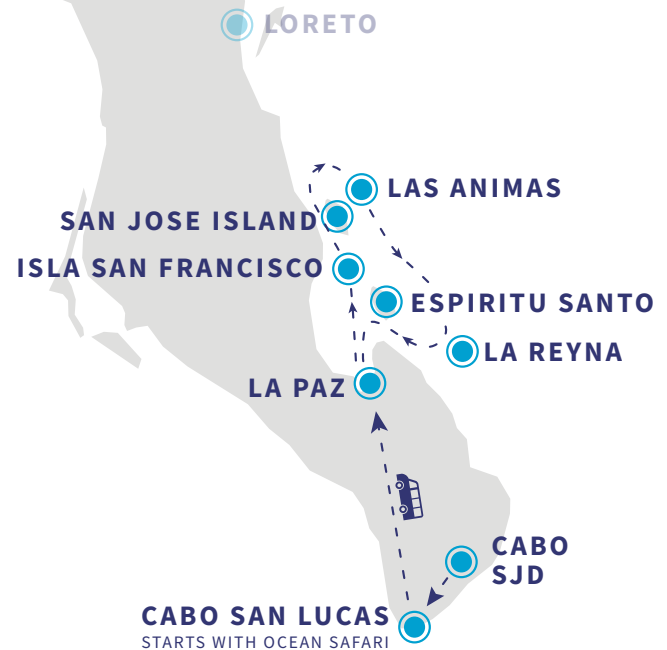 LORETO
LAS ANIMAS
SAN JOSE ISLAND
ISLA SAN FRANCISCO
ESPIRITU SANTO
LA REYNA
LA PAZ
CABO
SJD
CABO SAN LUCAS
STARTS WITH OCEAN SAFARI